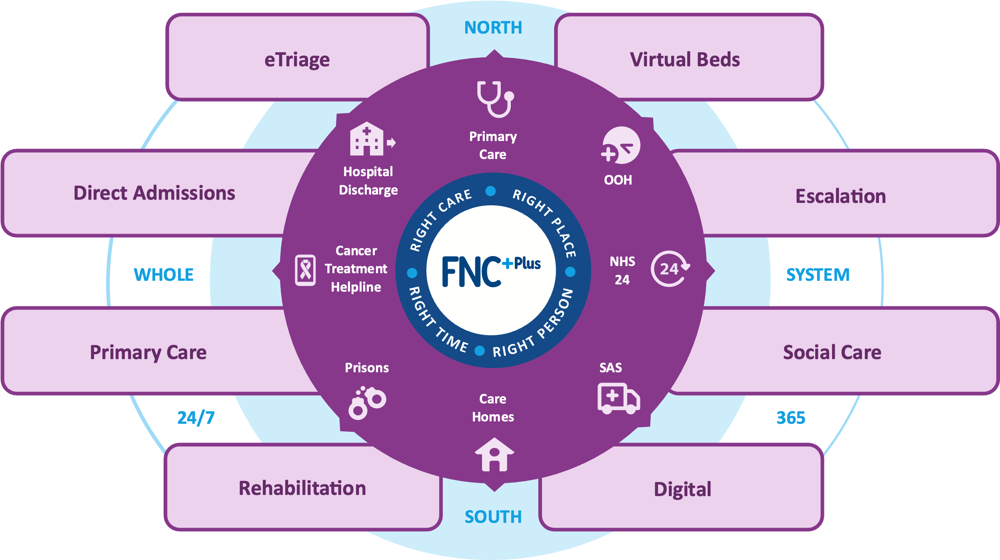 NORTH
eTriage
Virtual Beds
Primary
Care
Hospital
Discharge
OOH
Direct Admissions
Escalation
RIGHT CARE
RIGHT PLACE
Cancer
Treatment
Helpline
FNC+Plus
NHS
24
24
WHOLE
SYSTEM
RIGHT TIME
RIGHT PERSON
Primary Care
Social Care
Prisons
SAS
Care
Homes
24/7
365
Rehabilitation
Digital
SOUTH